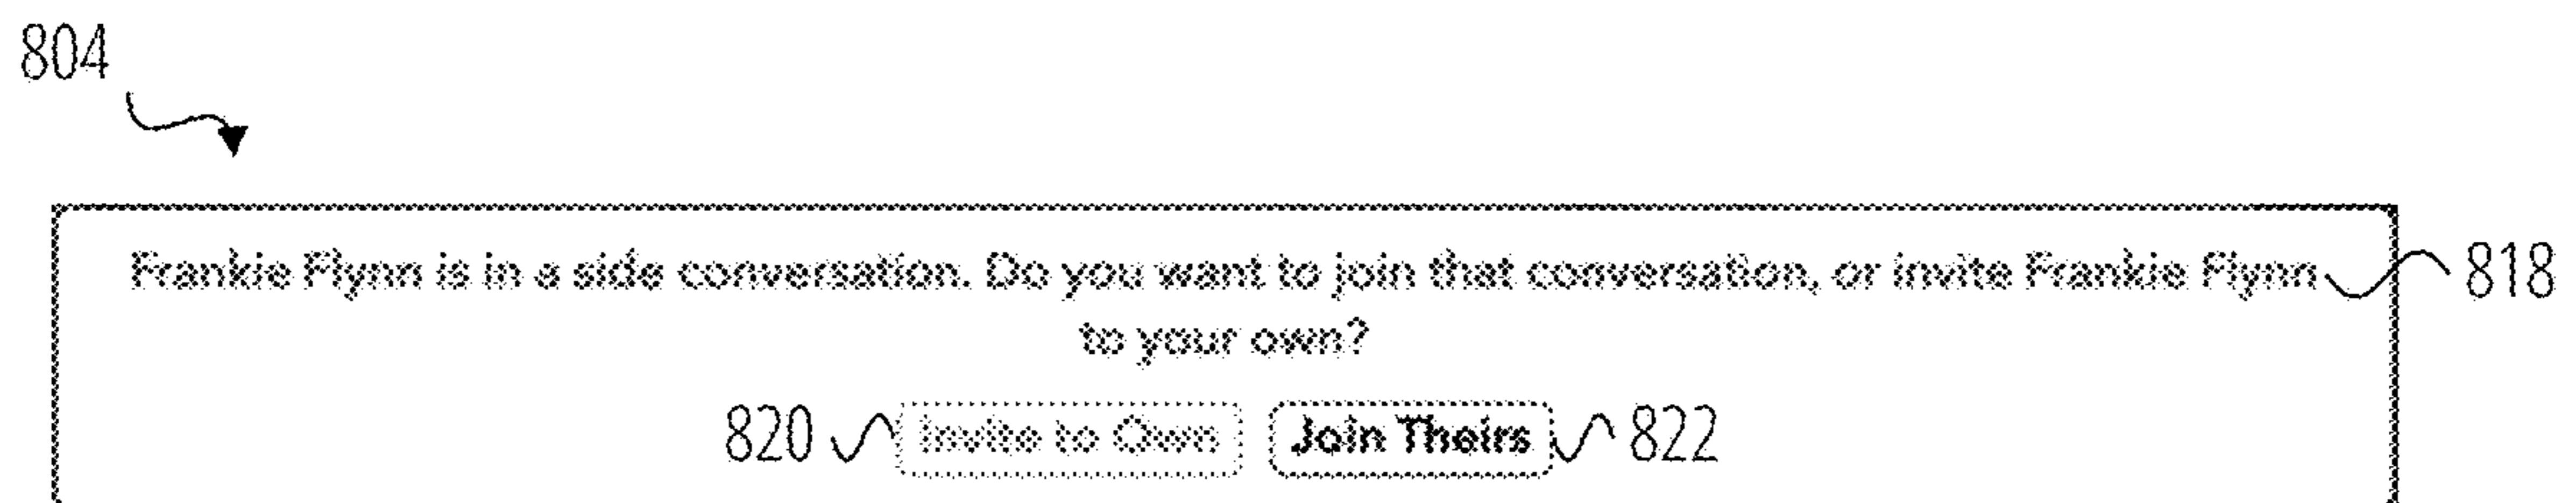 804
Frankie Flynn is in a side conversation. Do you want to join that conversation, or invite Frankie Flynn 818
to your own?
820 Invite to Own Join Theirs 822